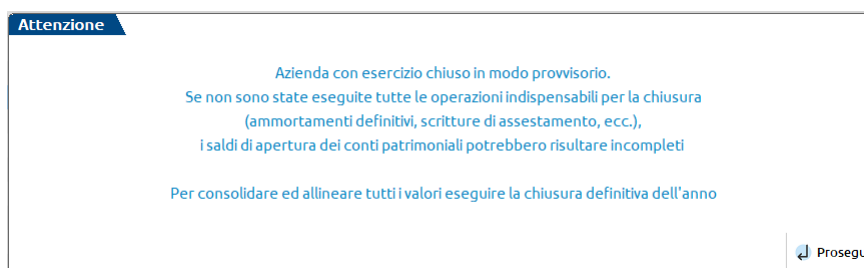 Attenzione
Azienda con esercizio chiuso in modo provvisorio.
Se non sono state eseguite tutte le operazioni indispensabili per la chiusura
(ammortamenti definitivi, scritture di assestamento, ecc.),
i saldi di apertura dei conti patrimoniali potrebbero risultare incompleti
Per consolidare ed allineare tutti i valori eseguire la chiusura definitiva dell'anno
Prosegu